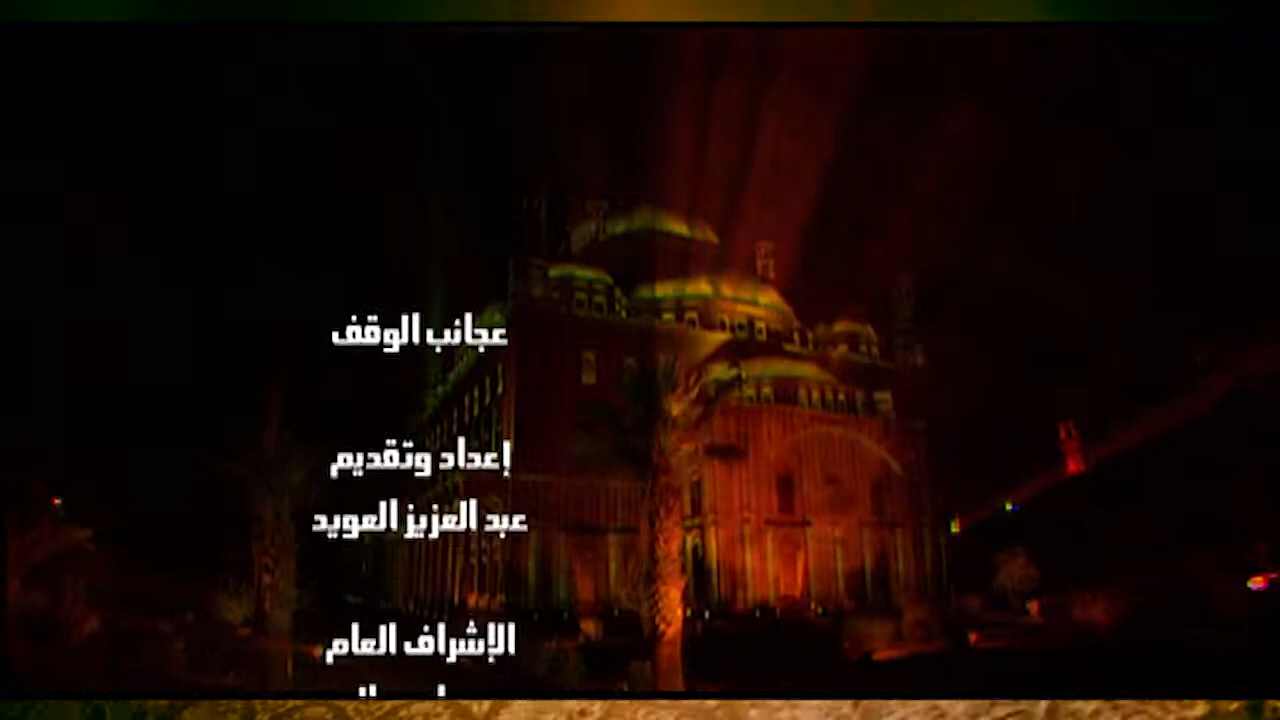 عجائب الوقف
إعداد وتقديم
عبد العزيز العويد
الإشراف العام